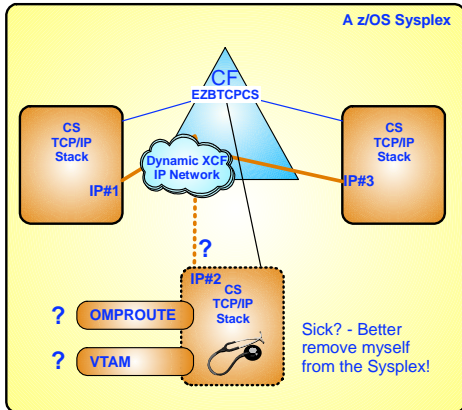 A z/OS Sysplex
CF
EZBTCPCS
CS
TCP/IP
Stack
CS
TCP/IP
Stack
Dynamic XCF
IP Network
IP#1
IP#3
?
IP#2
CS
TCP/IP
Stack
? OMPROUTE
? VTAM
Sick? - Better
remove myself
from the Sysplex!